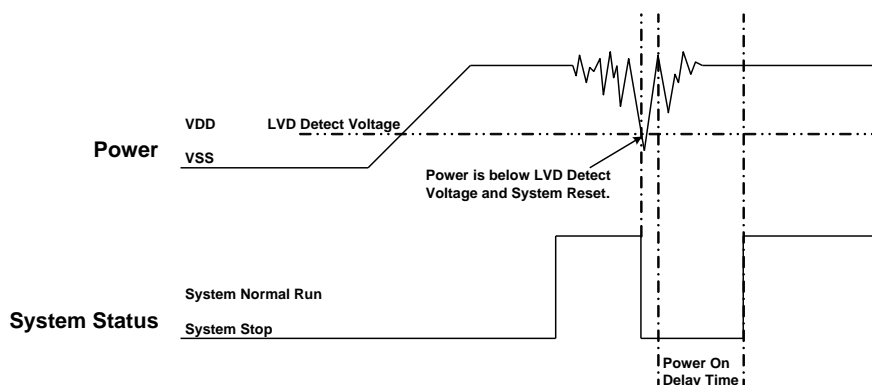 VDD
LVD Detect Voltage
Power
VSS
Power is below LVD Detect
Voltage and System Reset.
System Normal Run
System Status
System Stop
Power On
Delay Time